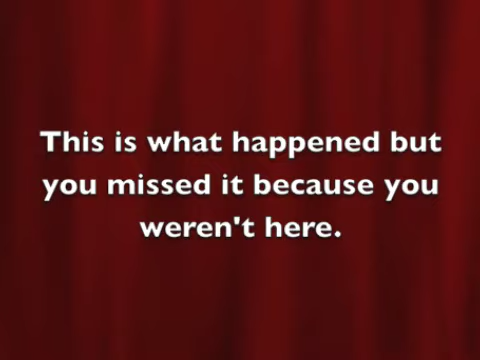 This is what happened but
you missed it because you
weren't here.